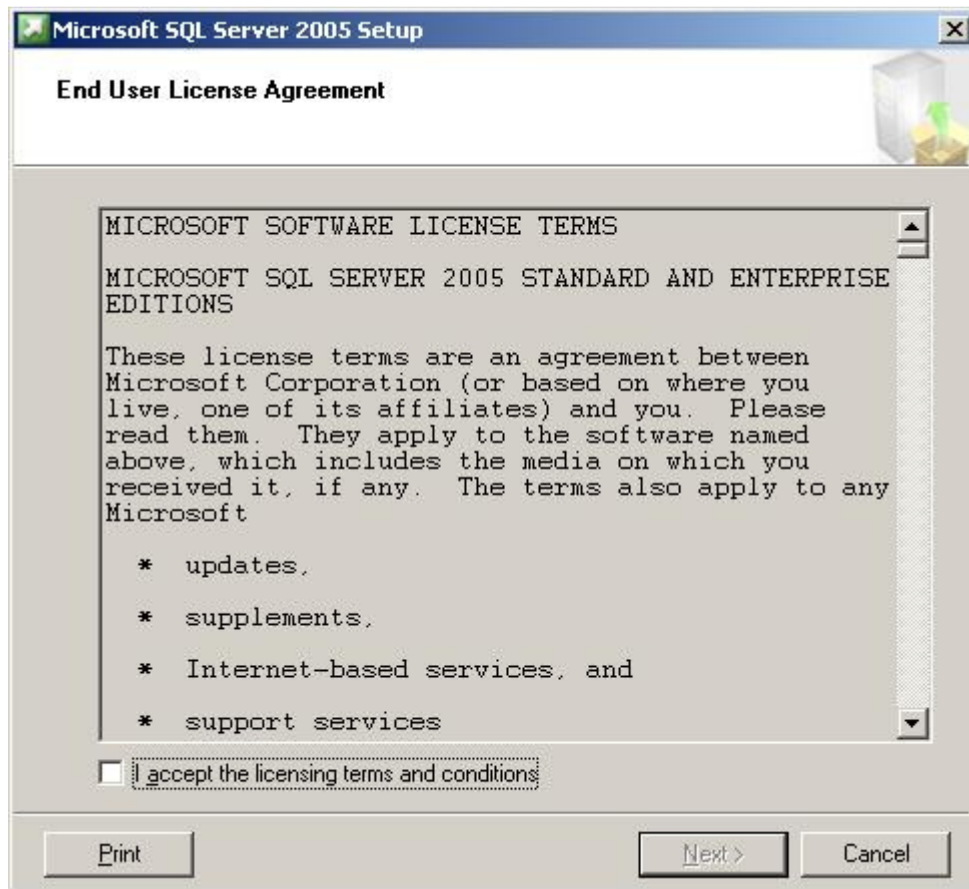 Microsoft SQL Server 2005 Setup
End User License Agreement
MICROSOFT SOFTWARE LICENSE TERMS
MICROSOFT SQL SERVER 2005 STANDARD AND ENTERPRISE
EDITIONS
These license terms are an agreement between
Microsoft Corporation (or based on where you
live, one of its affiliates) and you.  Please
read them.  They apply to the software named
above, which includes the media on which you
received it, if any.  The terms also apply to any
Microsoft
*  updates,
*  supplements,
*  Internet-based services, and
*  support services
I accept the licensing terms and conditions
Print
Next >
Cancel